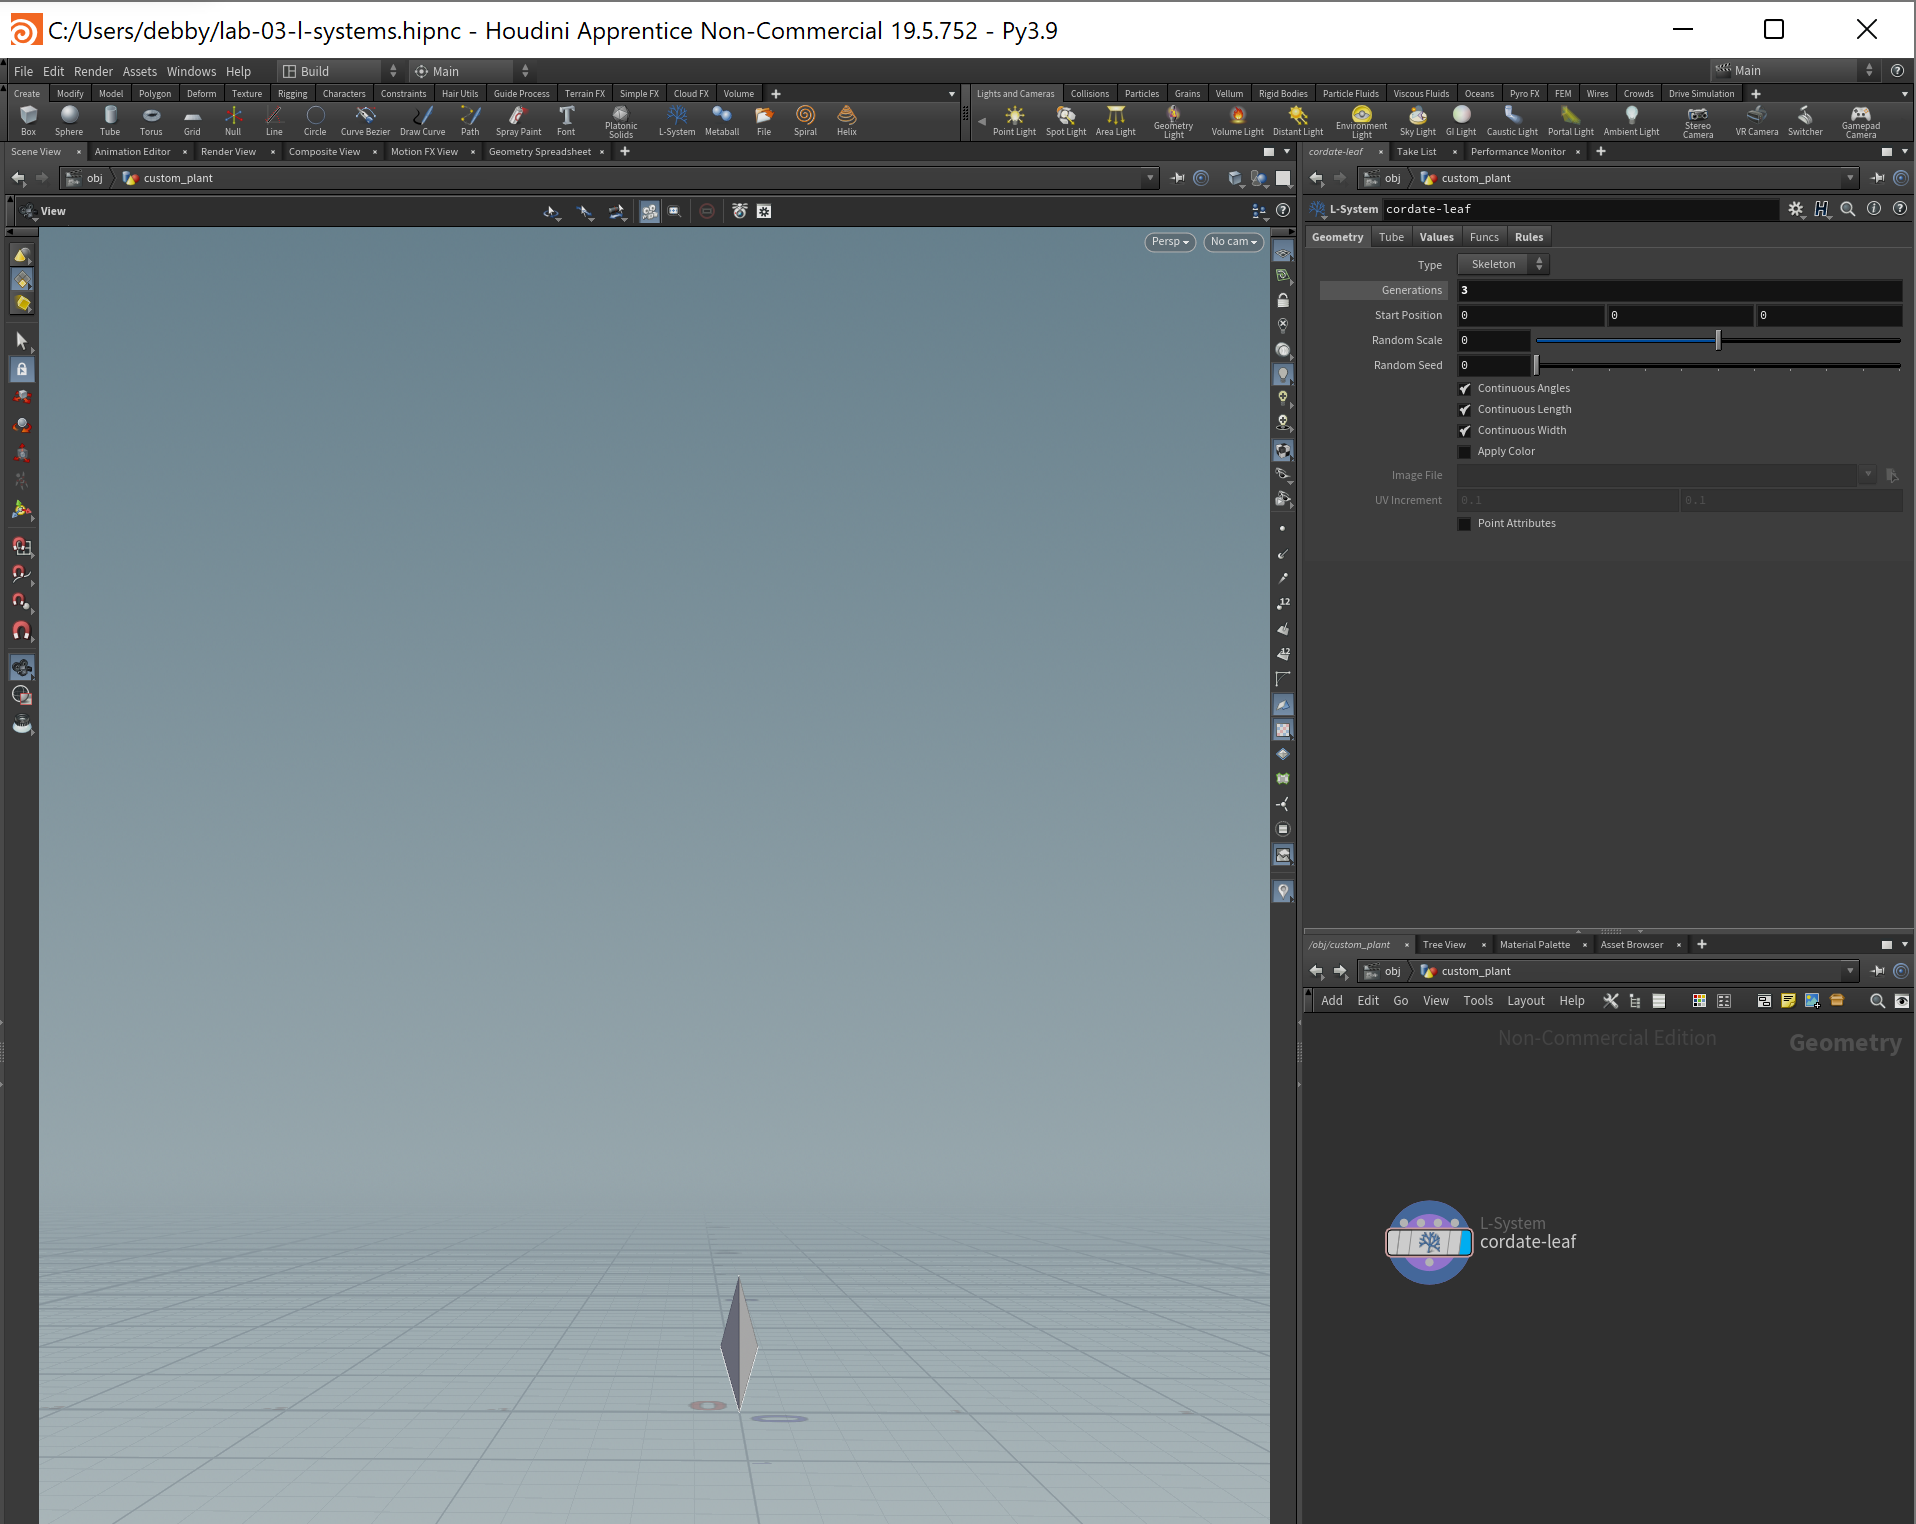 C:/Users/debby/lab-03-l-systems.hipnc - Houdini Apprentice Non-Commercial 19.5.752 - Py3.9
File Edit Render Assets Windows Help Build Main Main
Create Modify Model Polygon Deform Texture Rigging Characters Constraints Hair Utils Guide Process Terrain FX Simple FX Cloud FX Volume
Lights and Cameras Collisions Particles Grains Vellum Rigid Bodies Particle Fluids Viscous Fluids Oceans Pyro FX FEM Wires Crowds Drive Simulation
Box Sphere Tube Torus Grid Null Line Circle Curve Bezier Draw Curve Path Spray Paint Font Platonic Solids L-System Metaball File Spiral Helix
Point Light Spot Light Area Light Geometry Light Volume Light Distant Light Environment Light Sky Light GI Light Caustic Light Portal Light Ambient Light Stereo Camera VR Camera Switcher Gamepad Camera
Scene View Animation Editor Render View Composite View Motion FX View Geometry Spreadsheet
cordate-leaf Take List Performance Monitor
obj custom_plant
obj custom_plant
View
L-System cordate-leaf
Persp No cam
Geometry Tube Values Funcs Rules
Type Skeleton
Generations 3
Start Position 0 0 0
Random Scale 0
Random Seed 0
Continuous Angles
Continuous Length
Continuous Width
Apply Color
Image File
UV Increment 0.1 0.1
Point Attributes
12
12
/obj/custom_plant Tree View Material Palette Asset Browser
obj custom_plant
Add Edit Go View Tools Layout Help
Non-Commercial Edition Geometry
L-System
cordate-leaf